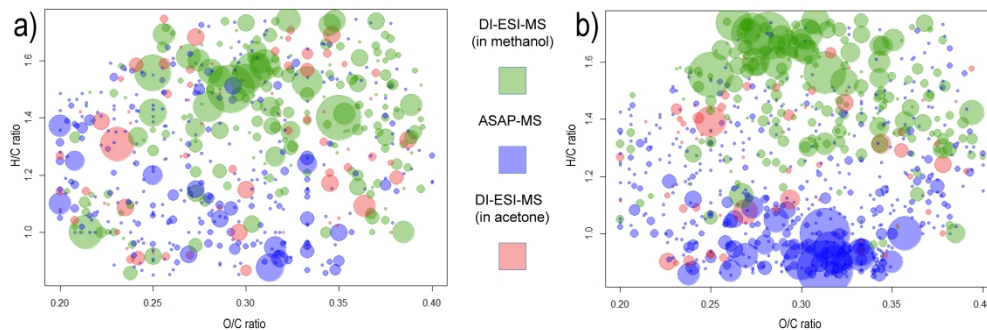 a)
H/C ratio
1.6
1.4
1.2
1.0
0.20
0.25
0.30
0.35
0.40
O/C ratio
DI-ESI-MS
(in methanol)
ASAP-MS
DI-ESI-MS
(in acetone)
b)
H/C ratio
1.6
1.4
1.2
1.0
0.20
0.25
0.30
0.35
0.40
O/C ratio